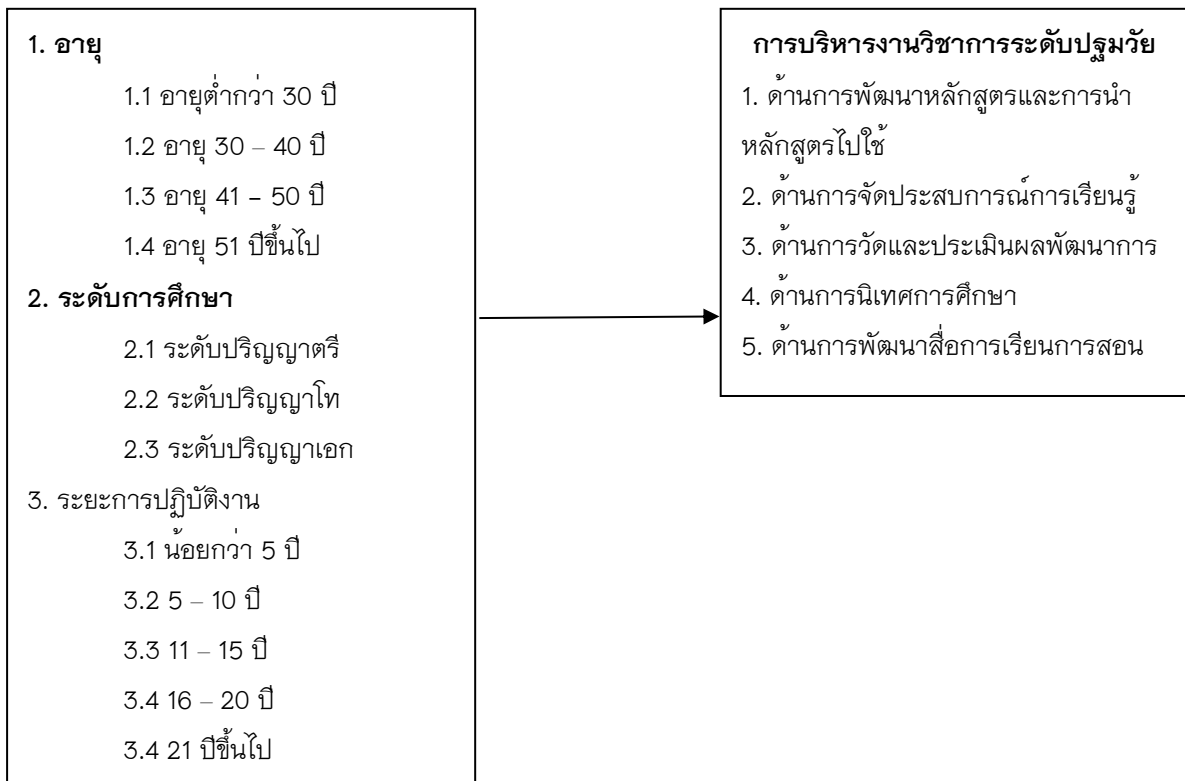 1. อายุ
1.1 อายุต่ำกว่า 30 ปี
1.2 อายุ 30 – 40 ปี
1.3 อายุ 41 – 50 ปี
1.4 อายุ 51 ปีขึ้นไป
2. ระดับการศึกษา
2.1 ระดับปริญญาตรี
2.2 ระดับปริญญาโท
2.3 ระดับปริญญาเอก
3. ระยะการปฏิบัติงาน
3.1 น้อยกว่า 5 ปี
3.2 5 – 10 ปี
3.3 11 – 15 ปี
3.4 16 – 20 ปี
3.4 21 ปีขึ้นไป
การบริหารงานวิชาการระดับปฐมวัย
1. ด้านการพัฒนาหลักสูตรและการนำ
หลักสูตรไปใช้
2. ด้านการจัดประสบการณ์การเรียนรู้
3. ด้านการวัดและประเมินผลพัฒนาการ
4. ด้านการนิเทศการศึกษา
5. ด้านการพัฒนาสื่อการเรียนการสอน